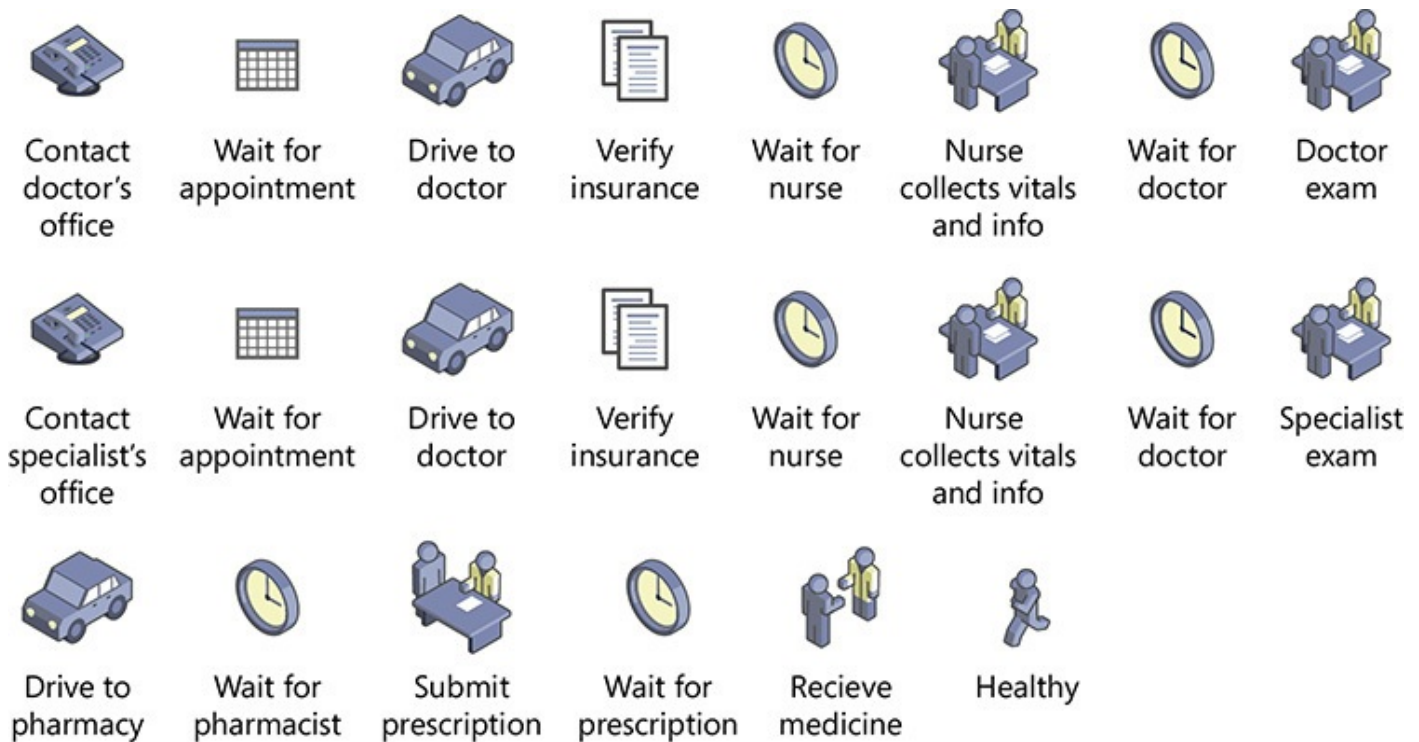 Contact doctor's office
Wait for appointment
Drive to doctor
Verify insurance
Wait for nurse
Nurse collects vitals and info
Wait for doctor
Doctor exam
Contact specialist's office
Wait for appointment
Drive to doctor
Verify insurance
Wait for nurse
Nurse collects vitals and info
Wait for doctor
Specialist exam
Drive to pharmacy
Wait for pharmacist
Submit prescription
Wait for prescription
Recieve medicine
Healthy